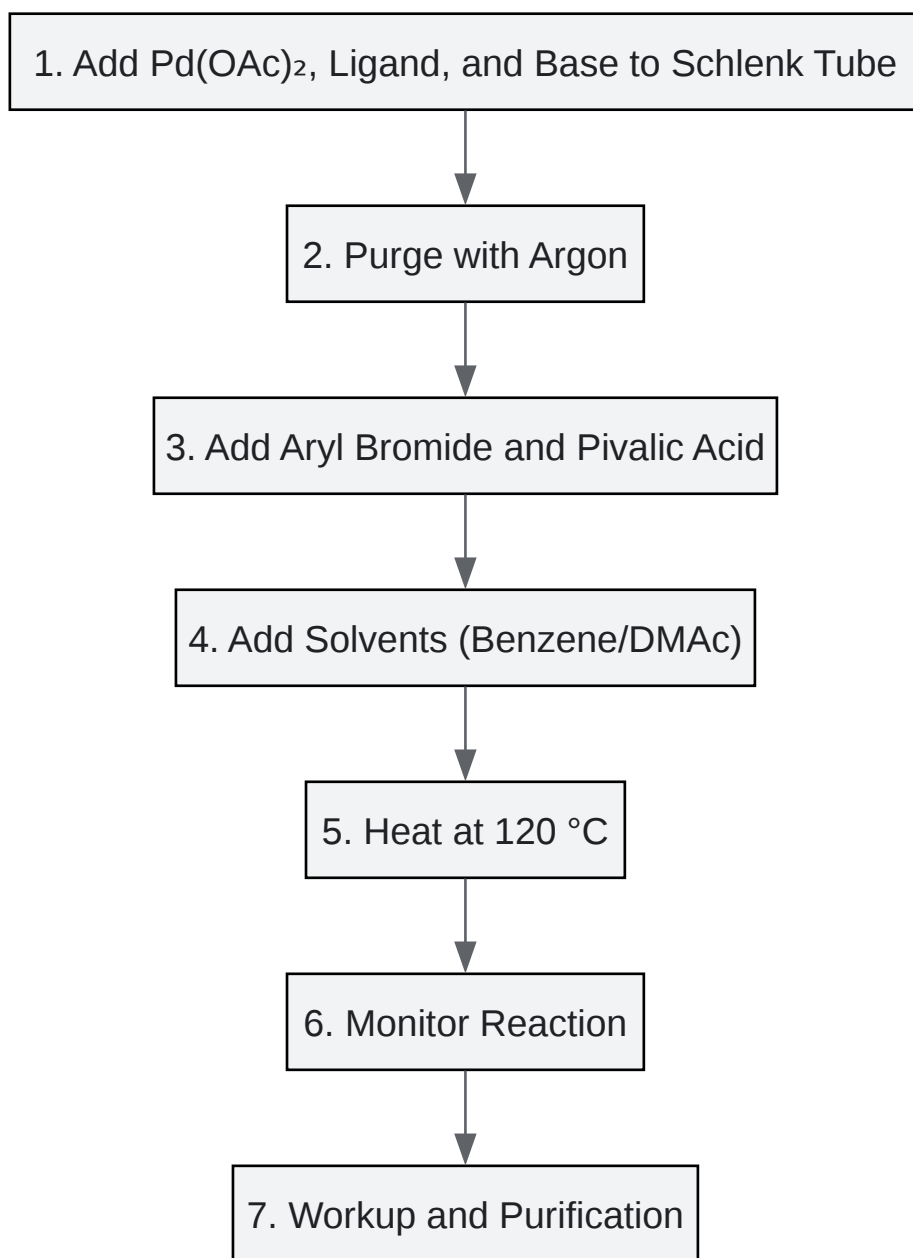 1. Add Pd(OAc)₂, Ligand, and Base to Schlenk Tube
2. Purge with Argon
3. Add Aryl Bromide and Pivalic Acid
4. Add Solvents (Benzene/DMAc)
5. Heat at 120 °C
6. Monitor Reaction
7. Workup and Purification